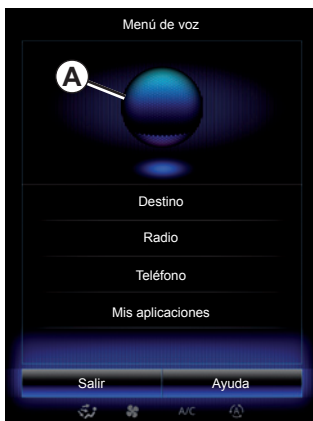 Menú de voz
A
Destino
Radio
Teléfono
Mis aplicaciones
Salir Ayuda
A/C A